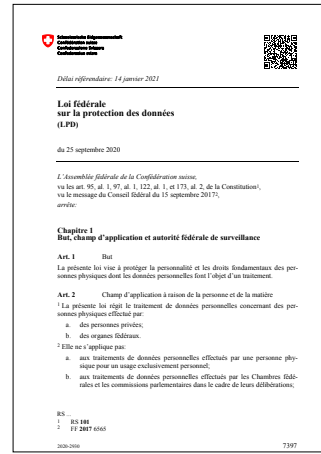 Schweizerische Eidgenossenschaft
Confédération suisse
Confederazione Svizzera
Confederaziun svizra
Délai référendaire: 14 janvier 2021
Loi fédérale
sur la protection des données
(LPD)
du 25 septembre 2020
L'Assemblée fédérale de la Confédération suisse,
vu les art. 95, al. 1, 97, al. 1, 122, al. 1, et 173, al. 2, de la Constitution¹,
vu le message du Conseil fédéral du 15 septembre 2017²,
arrête:
Chapitre 1
But, champ d'application et autorité fédérale de surveillance
Art. 1 But
La présente loi vise à protéger la personnalité et les droits fondamentaux des per-
sonnes physiques dont les données personnelles font l'objet d'un traitement.
Art. 2 Champ d'application à raison de la personne et de la matière
¹ La présente loi régit le traitement de données personnelles concernant des per-
sonnes physiques effectué par:
a. des personnes privées;
b. des organes fédéraux.
² Elle ne s'applique pas:
a. aux traitements de données personnelles effectués par une personne phy-
sique pour un usage exclusivement personnel;
b. aux traitements de données personnelles effectués par les Chambres fédé-
rales et les commissions parlementaires dans le cadre de leurs délibérations;
RS ...
1 RS 101
2 FF 2017 6565
2020-2930 7397